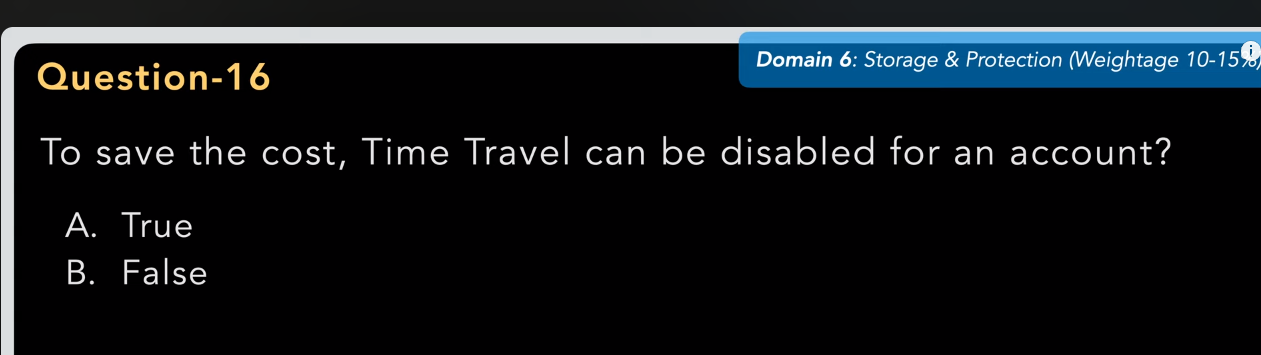 Domain 6: Storage & Protection (Weightage 10-15%)
Question-16
To save the cost, Time Travel can be disabled for an account?
A. True
B. False